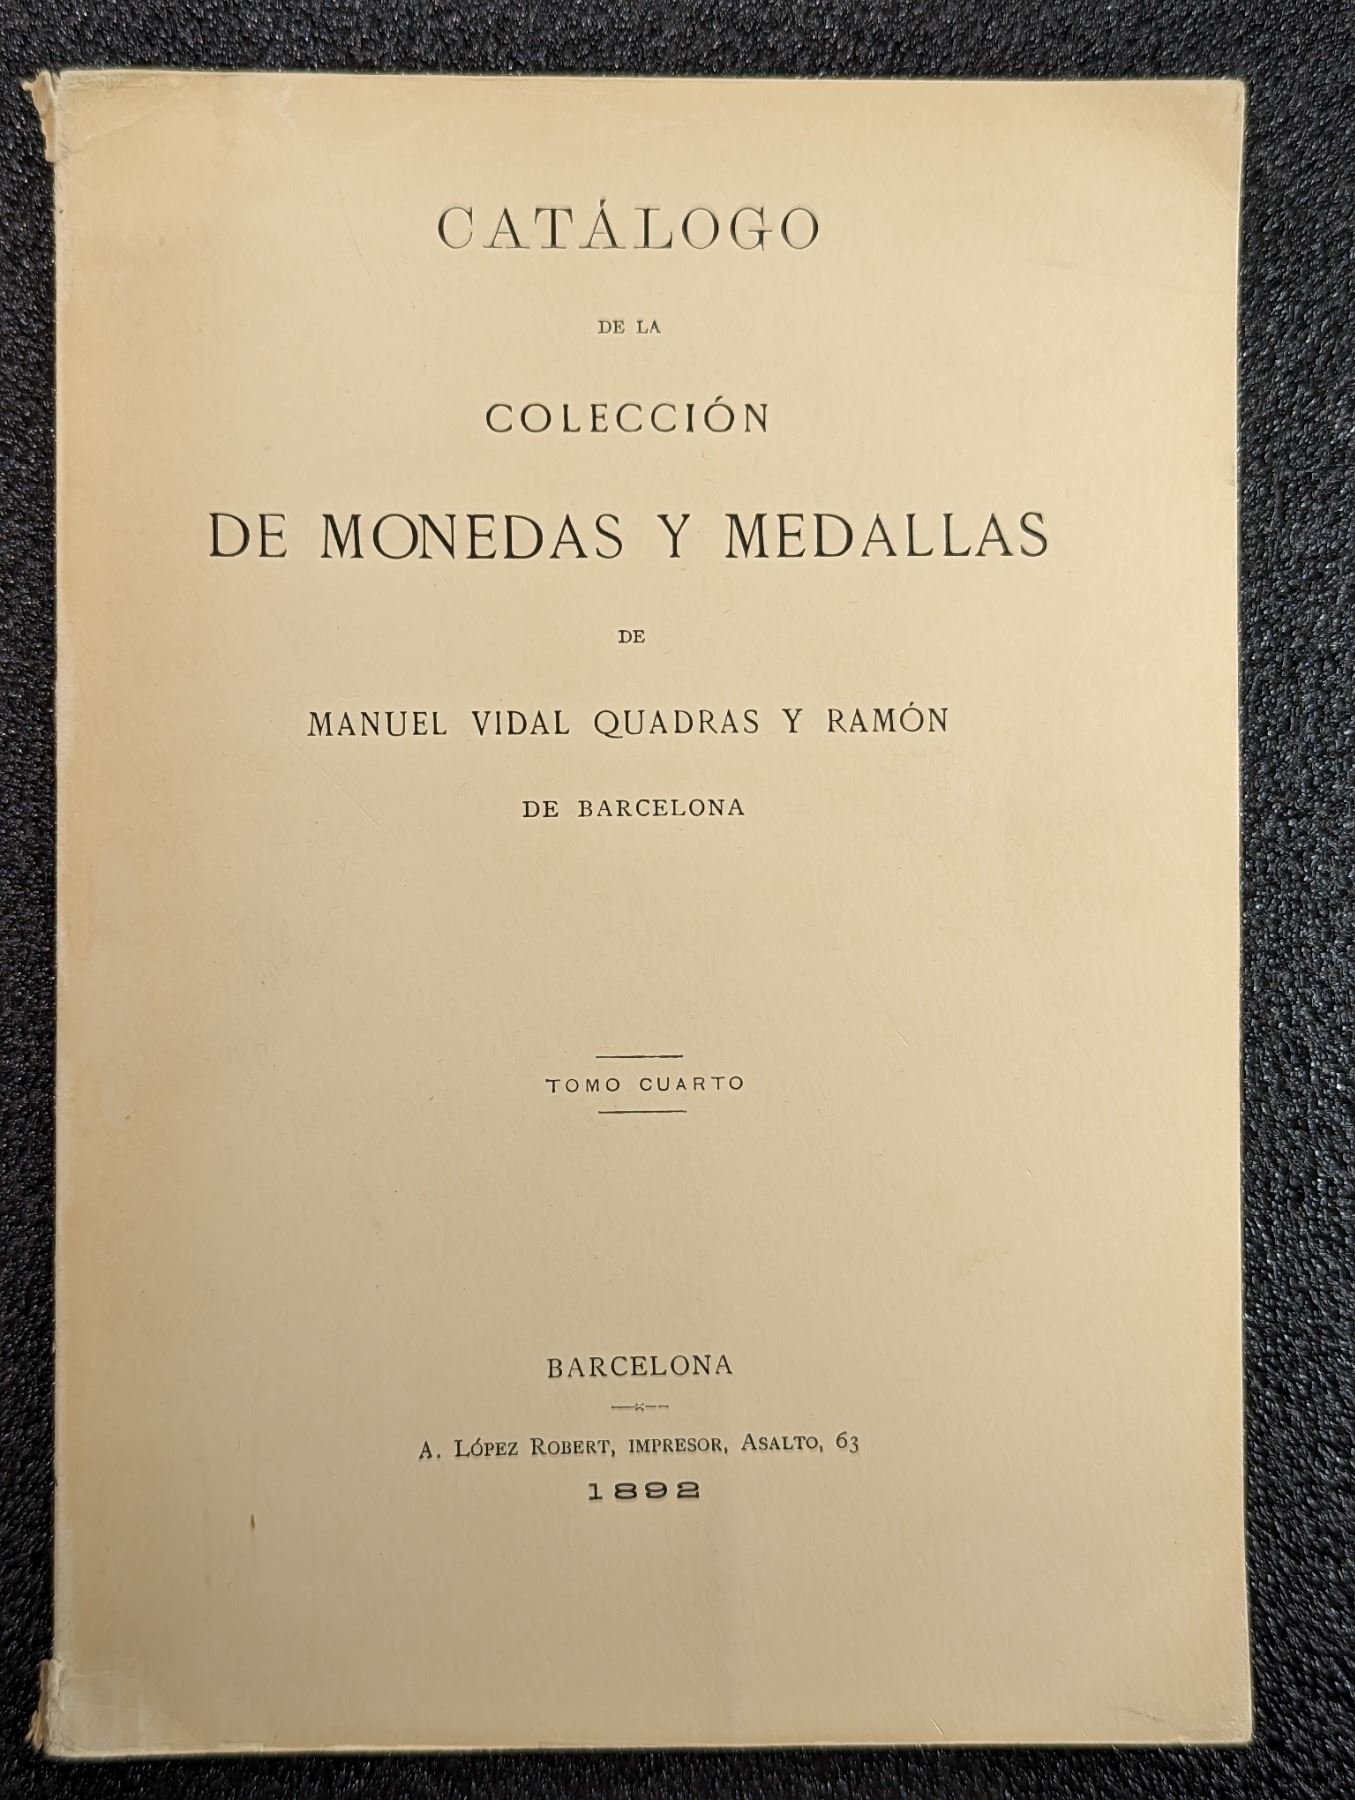 CATÁLOGO
DE LA
COLECCIÓN
DE MONEDAS Y MEDALLAS
DE
MANUEL VIDAL QUADRAS Y RAMÓN
DE BARCELONA
TOMO CUARTO
BARCELONA
A. LÓPEZ ROBERT, IMPRESOR, ASALTO, 63
1892